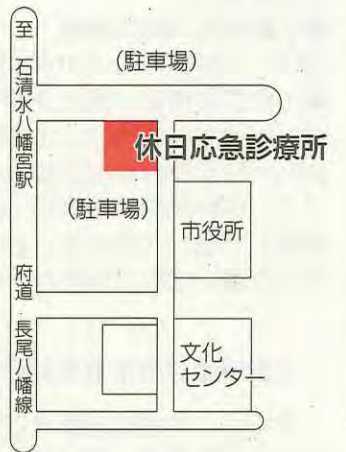 至 石清水八幡宮駅
(駐車場)
休日応急診療所
(駐車場)
市役所
府道 長尾八幡線
文化
センター